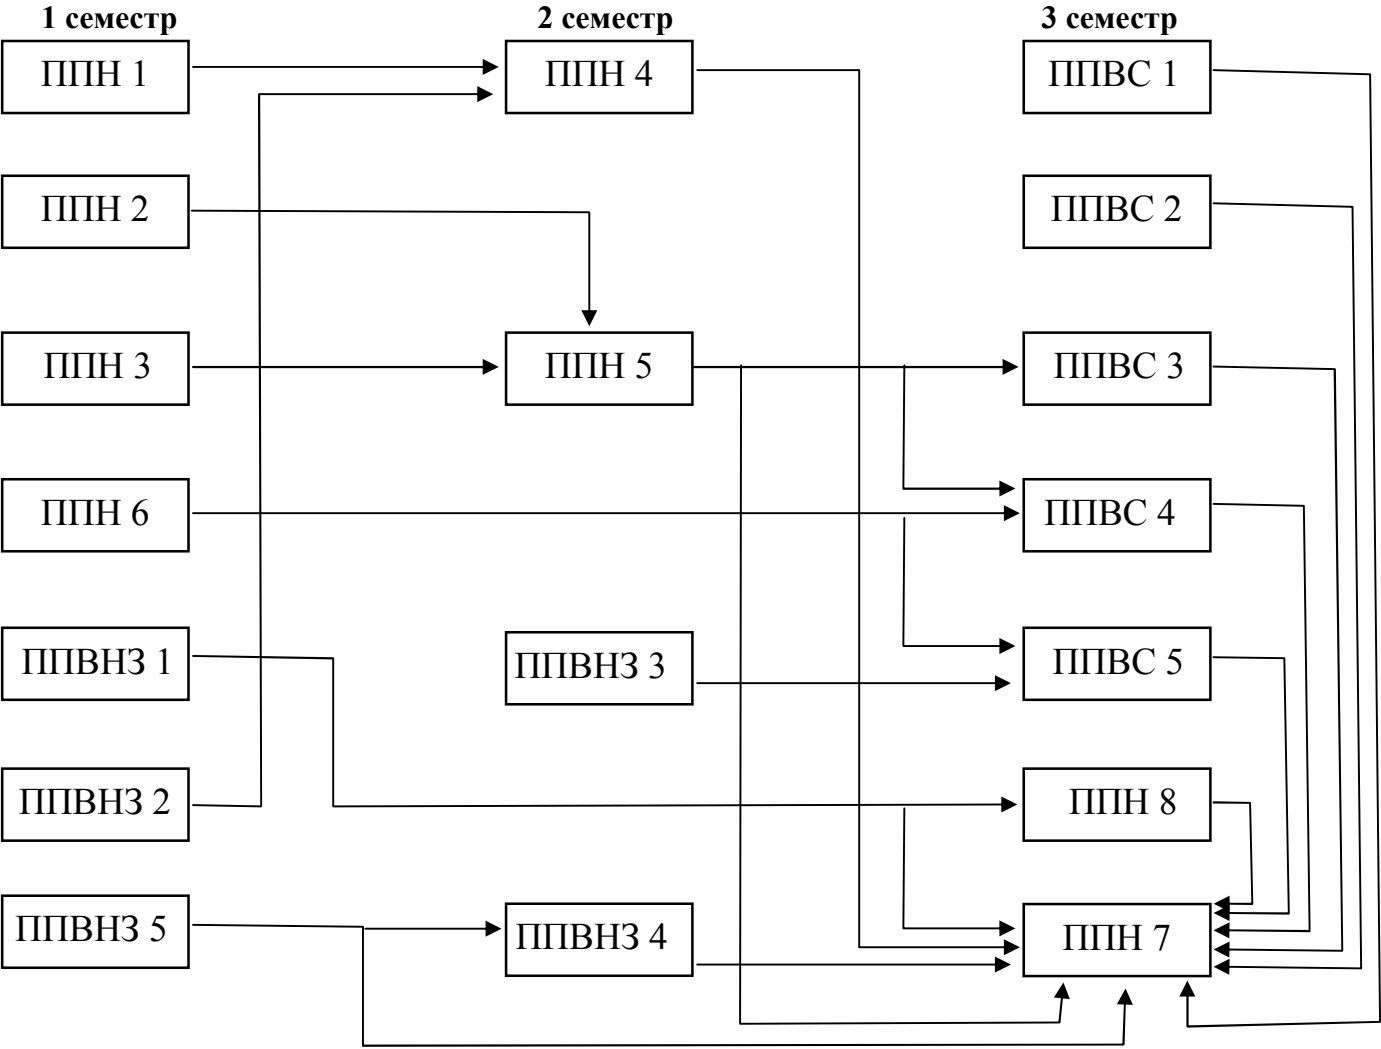 1 семестр 2 семестр 3 семестр
ППН 1 ППН 4 ППВС 1
ППН 2 ППВС 2
ППН 3 ППН 5 ППВС 3
ППН 6 ППВС 4
ППВНЗ 1 ППВНЗ 3 ППВС 5
ППВНЗ 2 ППН 8
ППВНЗ 5 ППВНЗ 4 ППН 7